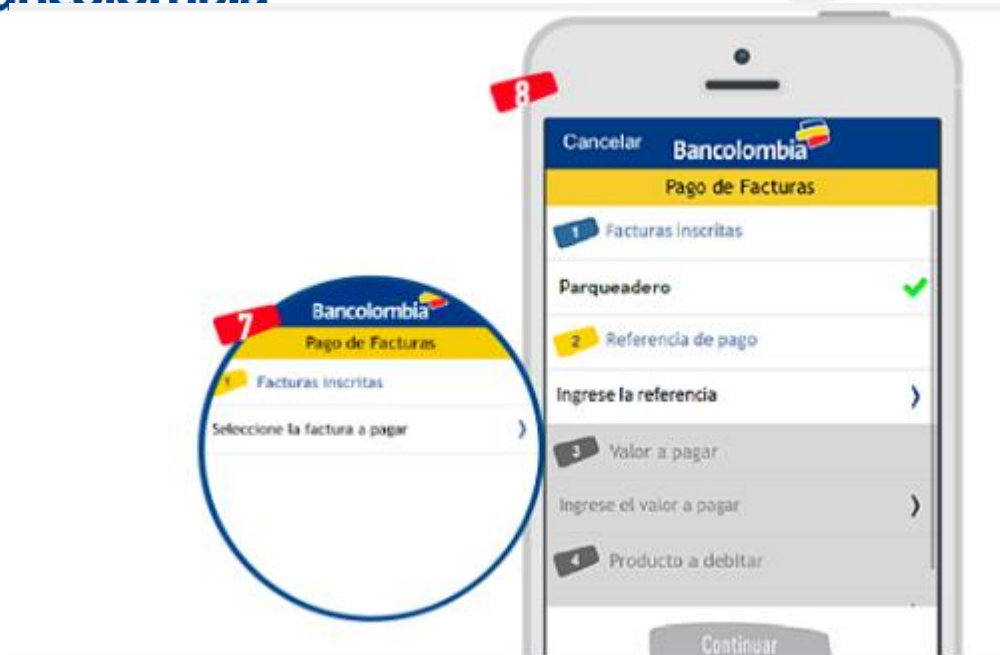 8
Cancelar Bancolombia
Pago de Facturas
1 Facturas inscritas
Parqueadero
2 Referencia de pago
Ingrese la referencia
3 Valor a pagar
Ingrese el valor a pagar
4 Producto a debitar
Continuar
7
Bancolombia
Pago de Facturas
1 Facturas inscritas
Seleccione la factura a pagar